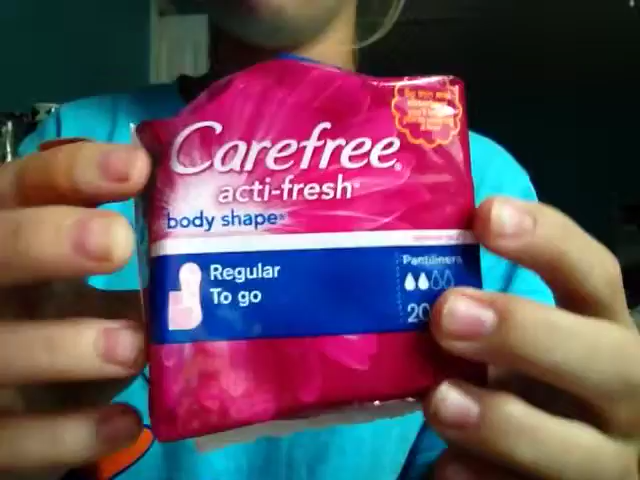 Carefree®
acti-fresh®
body shape®
Regular
To go
Pantiliners
20